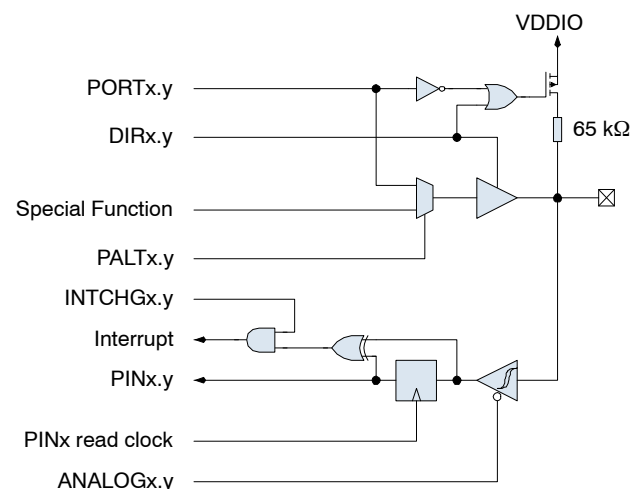 VDDIO
PORTx.y
DIRx.y
65 kΩ
Special Function
PALTx.y
INTCHGx.y
Interrupt
PINx.y
PINx read clock
ANALOGx.y